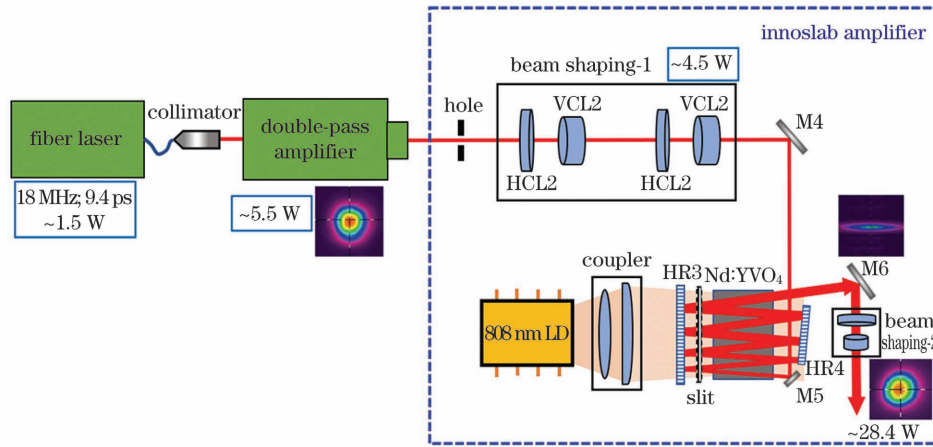 innoslab amplifier
beam shaping-1
~4.5 W
hole
VCL2
VCL2
M4
collimator
fiber laser
double-pass
amplifier
HCL2
HCL2
18 MHz; 9.4 ps
~1.5 W
~5.5 W
coupler
HR3
Nd:YVO₄
M6
808 nm LD
beam
shaping-2
HR4
slit
M5
~28.4 W